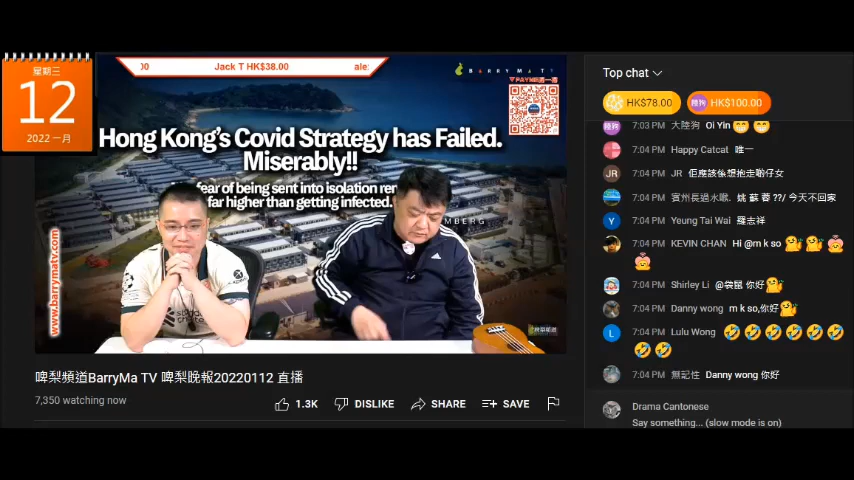 星期三
12
2022 一月
00
Jack T HK$38.00
ale
BARRYMA TV
Hong Kong's Covid Strategy has Failed.
Miserably!!
fear of being sent into isolation
far higher than getting infected.
www.barrymatv.com
啤梨頻道BarryMa TV 啤梨晚報20220112 直播
7,350 watching now
1.3K
DISLIKE
SHARE
SAVE
Top chat
HK$78.00
HK$100.00
7:03 PM 大陸狗 Oi Yin 😁 😁
7:04 PM Happy Catcat 唯一
JR 7:04 PM JR 佢應該係想抱走啲仔女
7:04 PM 賓州長過水喉. 姚 蘇 蓉 ??/ 今天不回家
Y 7:04 PM Yeung Tai Wai 羅志祥
7:04 PM KEVIN CHAN Hi @m k so
7:04 PM Shirley Li @袋鼠 你好
7:04 PM Danny wong m k so,你好
L 7:04 PM Lulu Wong 🤣 🤣 🤣 🤣 🤣 🤣
🤣 🤣
7:04 PM 無記性 Danny wong 你好
Drama Cantonese
Say something... (slow mode is on)